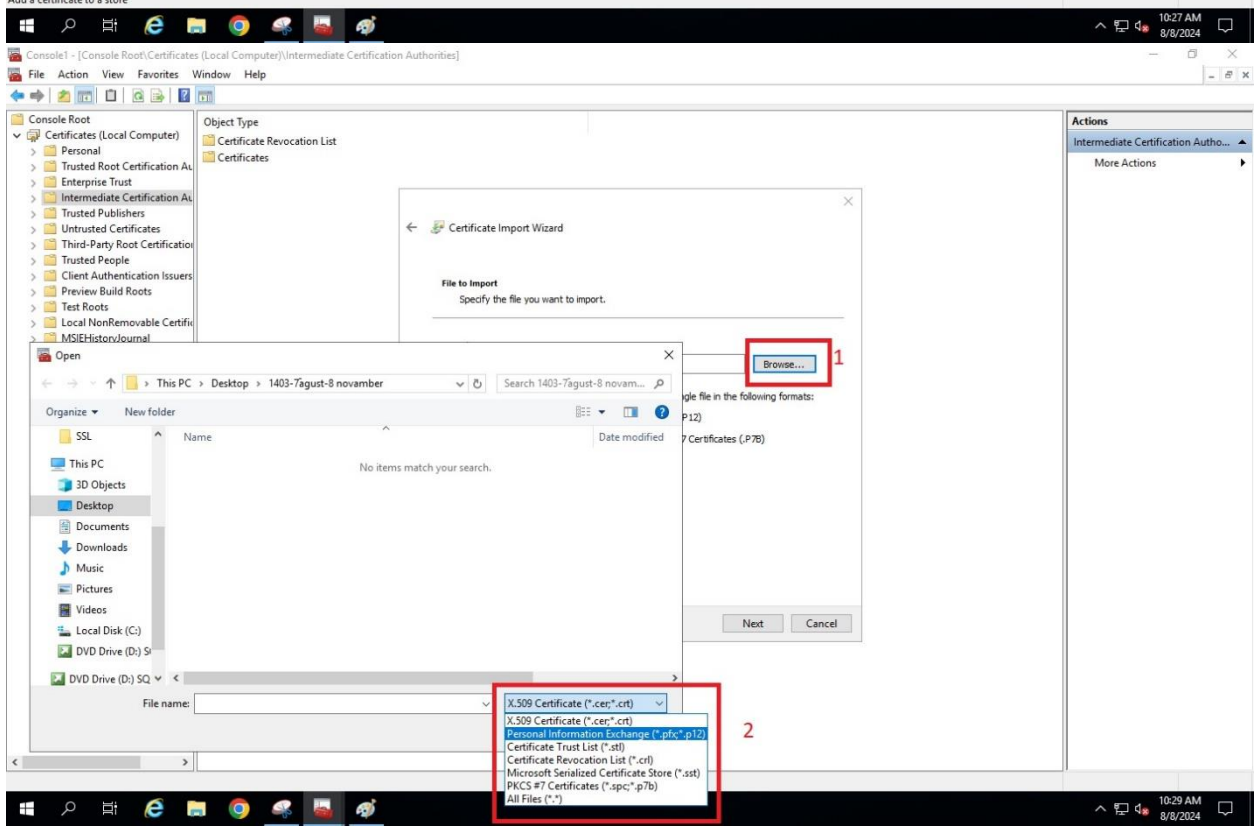 Add a certificate to a store
10:27 AM
8/8/2024
Console1 - [Console Root\Certificates (Local Computer)\Intermediate Certification Authorities]
File Action View Favorites Window Help
Console Root
Certificates (Local Computer)
Personal
Trusted Root Certification Au
Enterprise Trust
Intermediate Certification Au
Trusted Publishers
Untrusted Certificates
Third-Party Root Certification
Trusted People
Client Authentication Issuers
Preview Build Roots
Test Roots
Local NonRemovable Certific
MSIEHistoryJournal
Object Type
Certificate Revocation List
Certificates
Actions
Intermediate Certification Autho...
More Actions
Certificate Import Wizard
File to Import
Specify the file you want to import.
Browse...
1
gle file in the following formats:
P12)
7 Certificates (.P7B)
Next Cancel
Open
This PC > Desktop > 1403-7agust-8 novamber
Search 1403-7agust-8 novam...
Organize New folder
SSL
This PC
3D Objects
Desktop
Documents
Downloads
Music
Pictures
Videos
Local Disk (C:)
DVD Drive (D:) S
DVD Drive (D:) SQ
Name Date modified
No items match your search.
File name:
X.509 Certificate (*.cer;*.crt)
X.509 Certificate (*.cer;*.crt)
Personal Information Exchange (*.pfx;*.p12)
Certificate Trust List (*.stl)
Certificate Revocation List (*.crl)
Microsoft Serialized Certificate Store (*.sst)
PKCS #7 Certificates (*.spc;*.p7b)
All Files (*.*)
2
10:29 AM
8/8/2024